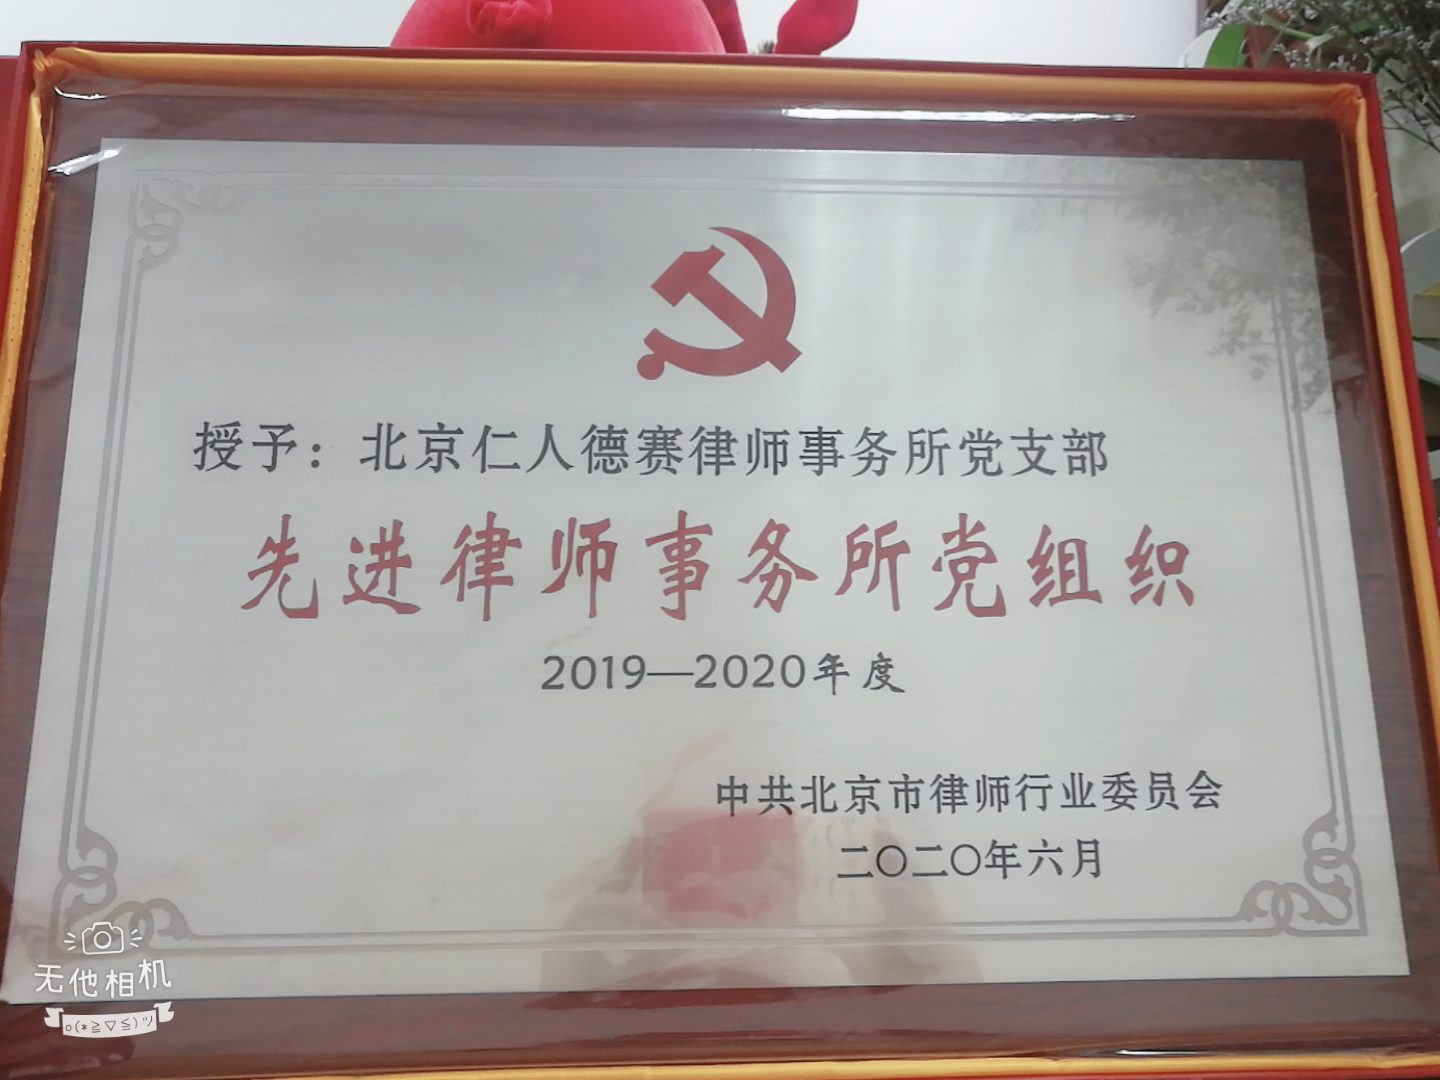 授予：北京仁人德赛律师事务所党支部
先进律师事务所党组织
2019—2020年度
中共北京市律师行业委员会
二〇二〇年六月
无他相机
o(*≧▽≦)ツ